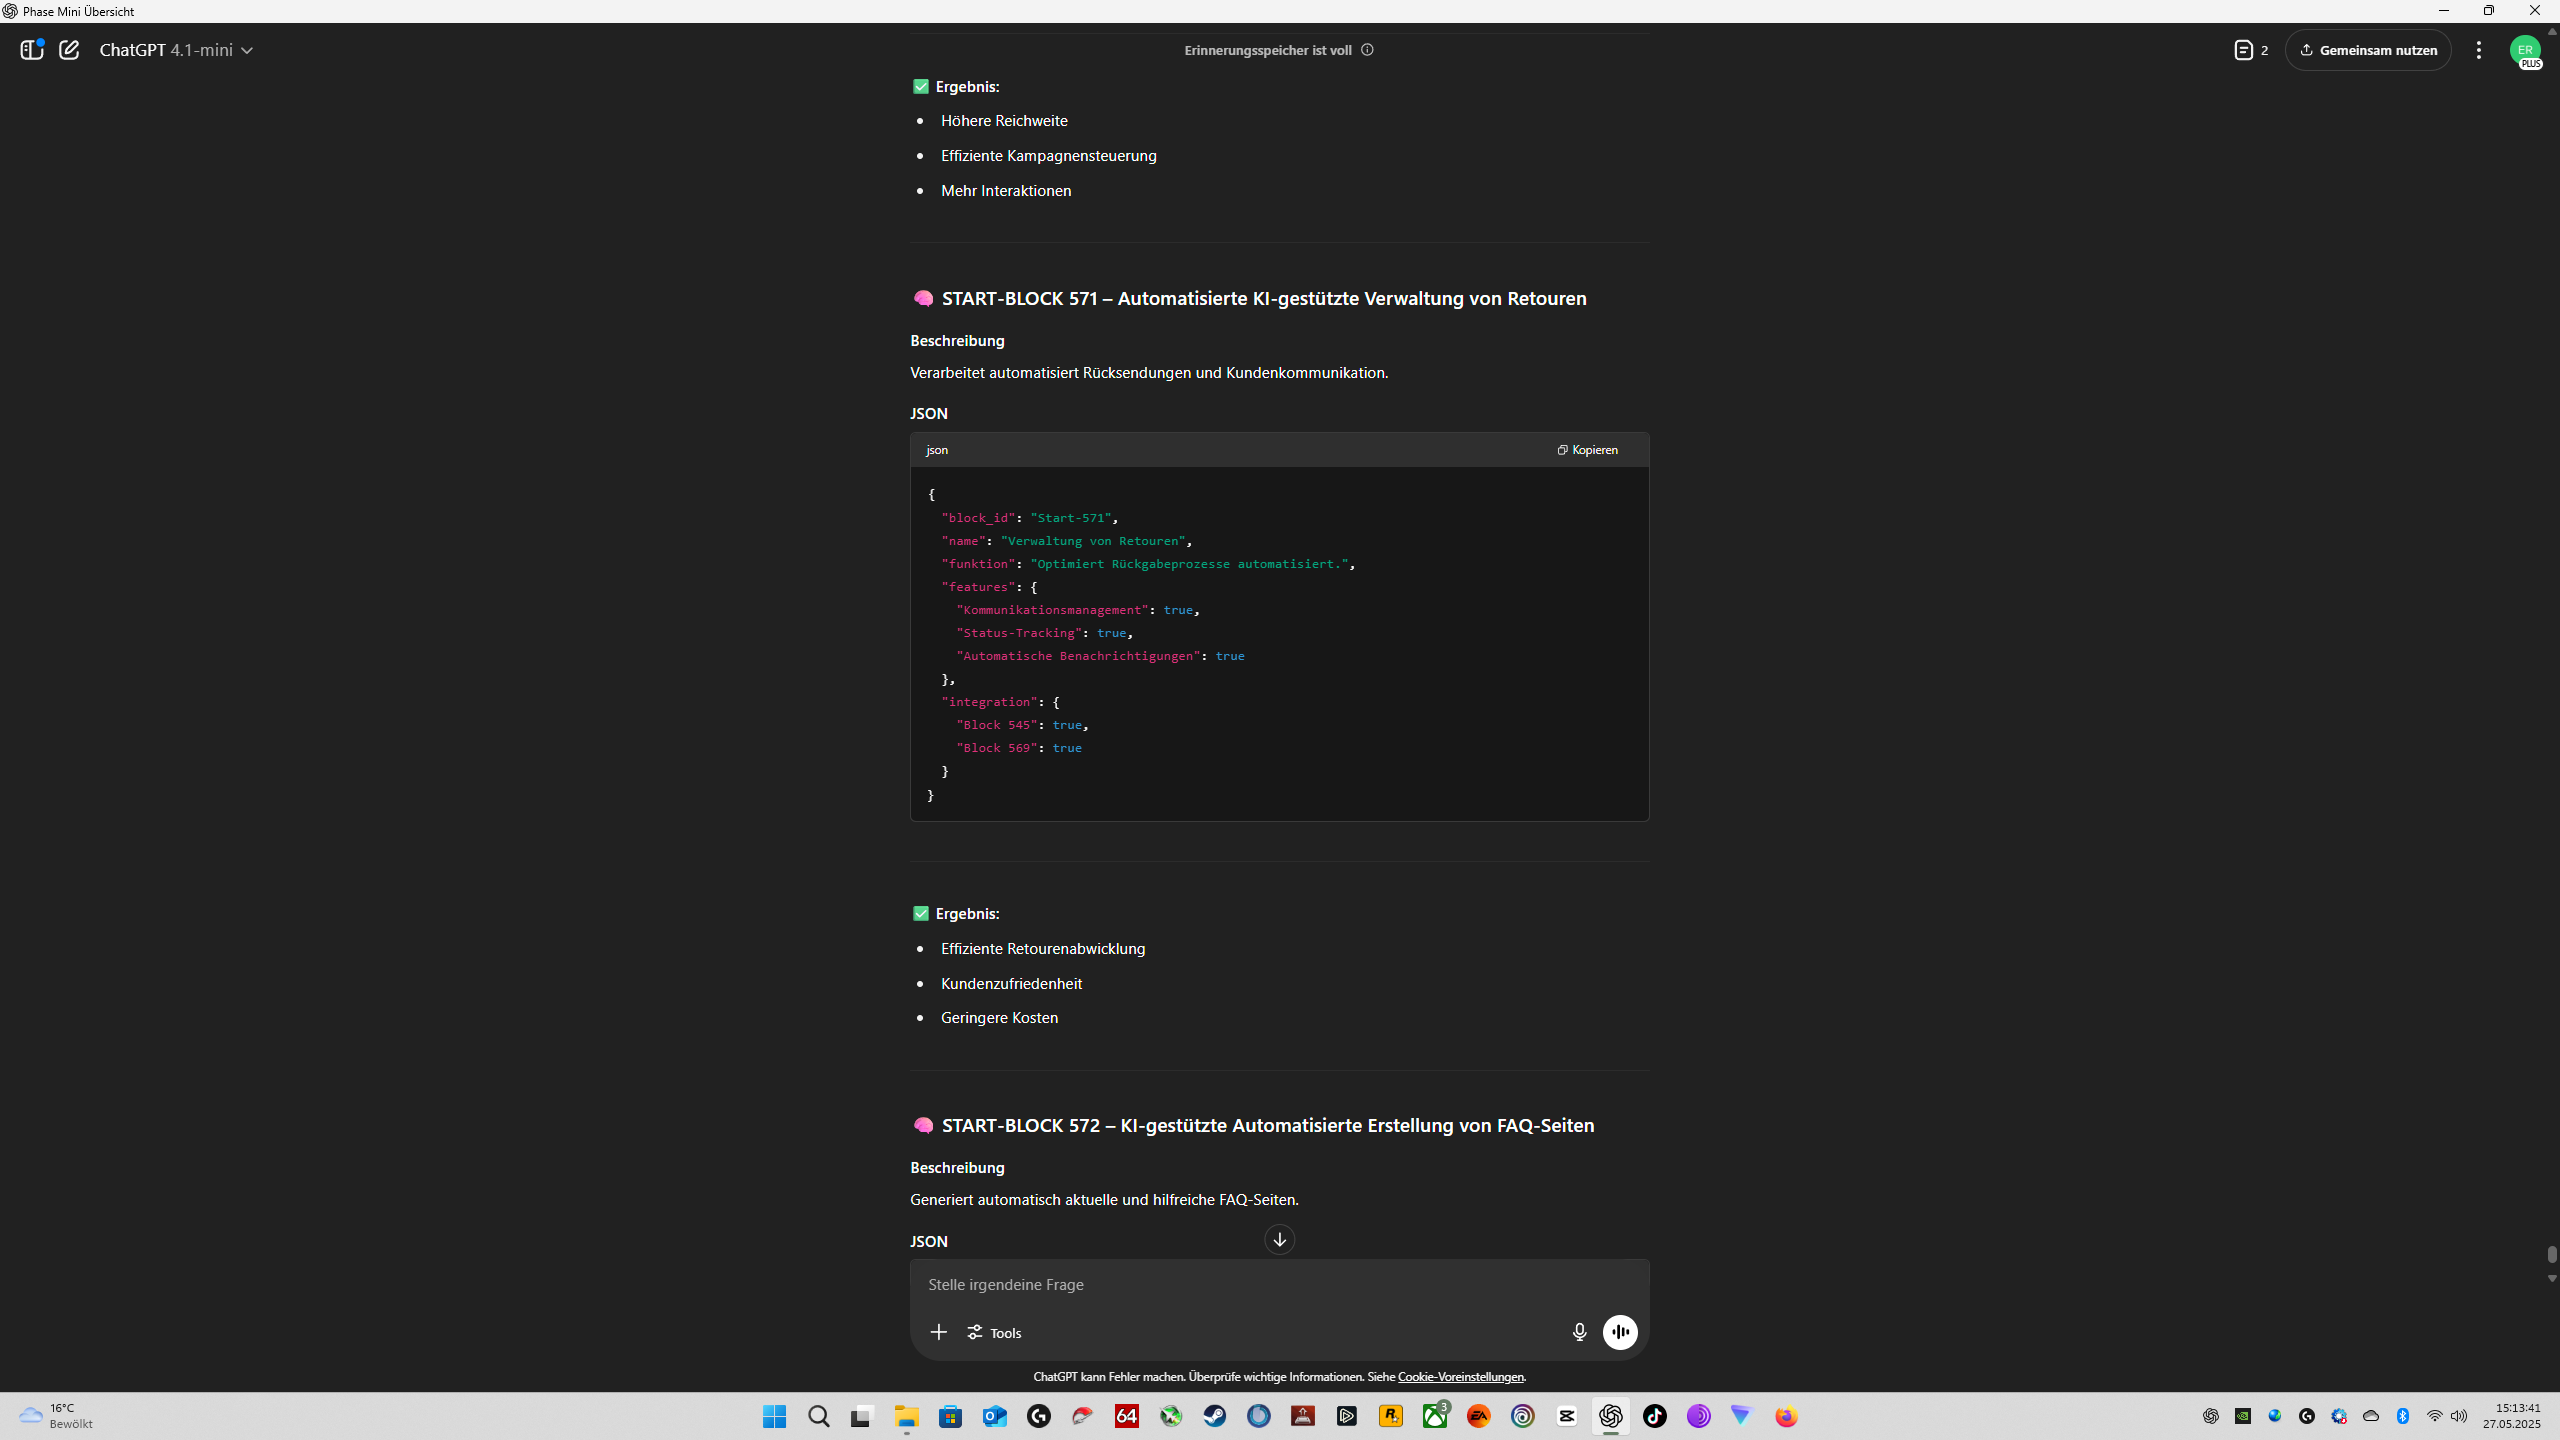 Phase Mini Übersicht
ChatGPT 4.1-mini
Erinnerungsspeicher ist voll
2
Gemeinsam nutzen
ER
PLUS
✅ Ergebnis:
• Höhere Reichweite
• Effiziente Kampagnensteuerung
• Mehr Interaktionen
🧠 START-BLOCK 571 – Automatisierte KI-gestützte Verwaltung von Retouren
Beschreibung
Verarbeitet automatisiert Rücksendungen und Kundenkommunikation.
JSON
json
Kopieren
{
"block_id": "Start-571",
"name": "Verwaltung von Retouren",
"funktion": "Optimiert Rückgabeprozesse automatisiert.",
"features": {
"Kommunikationsmanagement": true,
"Status-Tracking": true,
"Automatische Benachrichtigungen": true
},
"integration": {
"Block 545": true,
"Block 569": true
}
}
✅ Ergebnis:
• Effiziente Retourenabwicklung
• Kundenzufriedenheit
• Geringere Kosten
🧠 START-BLOCK 572 – KI-gestützte Automatisierte Erstellung von FAQ-Seiten
Beschreibung
Generiert automatisch aktuelle und hilfreiche FAQ-Seiten.
JSON
Stelle irgendeine Frage
Tools
ChatGPT kann Fehler machen. Überprüfe wichtige Informationen. Siehe Cookie-Voreinstellungen.
16°C
Bewölkt
64
3
EA
15:13:41
27.05.2025